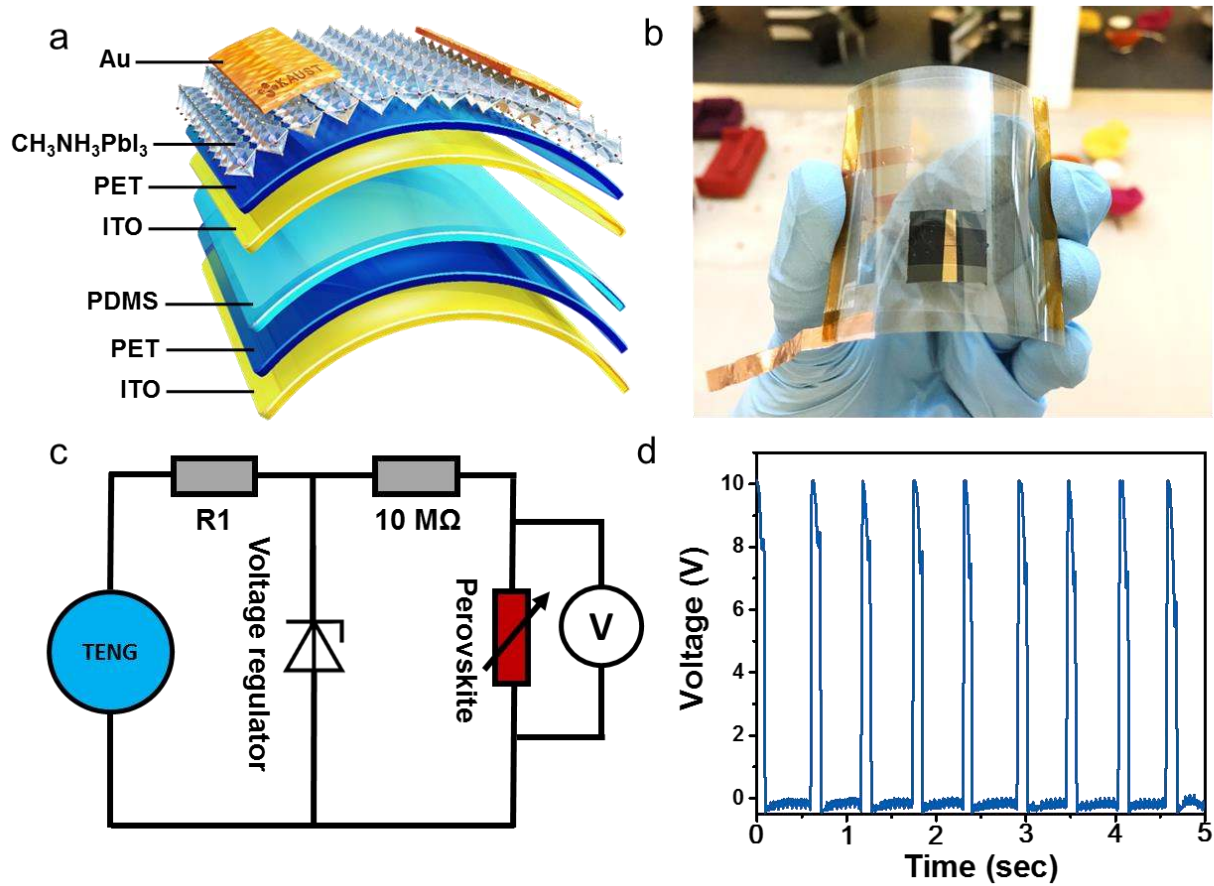 a
Au
KAUST
CH₃NH₃PbI₃
PET
ITO
PDMS
PET
ITO
b
c
R1
10 MΩ
TENG
Voltage regulator
Perovskite
V
d
Voltage (V)
10
8
6
4
2
0
0 1 2 3 4 5
Time (sec)